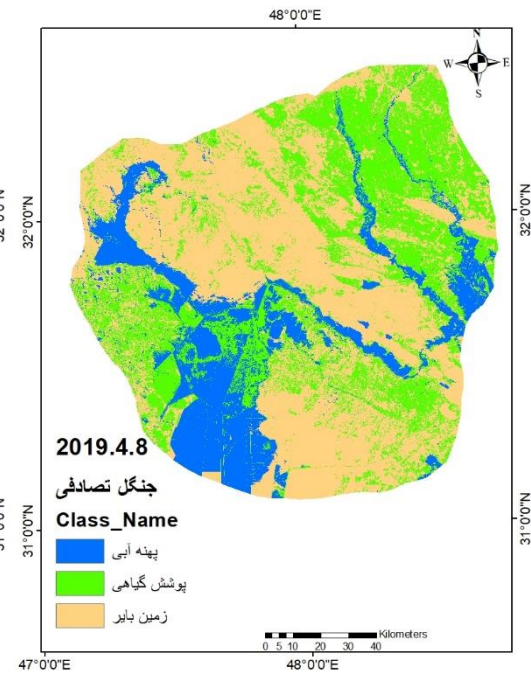 48°0'0"E
N
W E
S
32°0'0"N
32°0'0"N
2019.4.8
جنگل تصادفی
Class_Name
پهنه آبی
پوشش گیاهی
زمین بایر
31°0'0"N
31°0'0"N
Kilometers
0 5 10 20 30 40
47°0'0"E
48°0'0"E